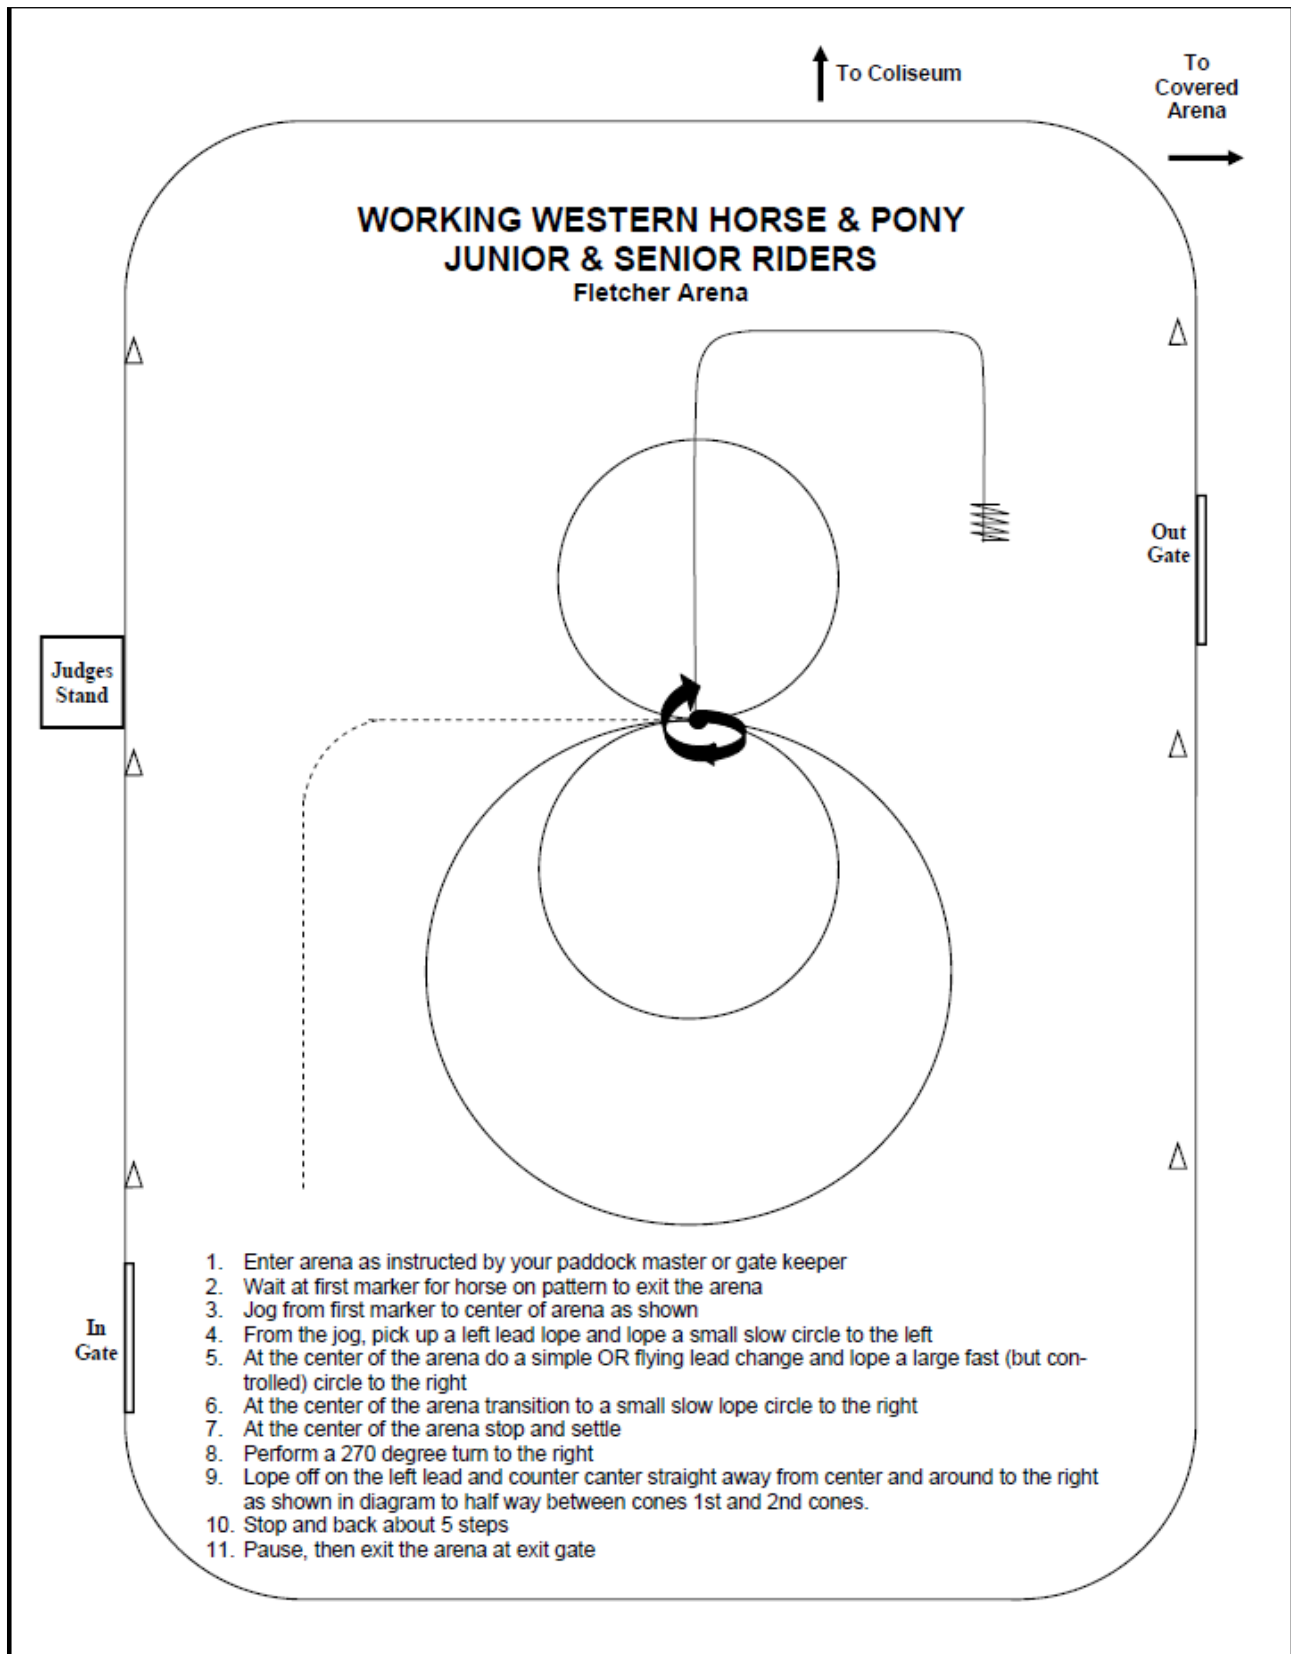 To Coliseum
To
Covered
Arena
WORKING WESTERN HORSE & PONY
JUNIOR & SENIOR RIDERS
Fletcher Arena
Out
Gate
Judges
Stand
In
Gate
1. Enter arena as instructed by your paddock master or gate keeper
2. Wait at first marker for horse on pattern to exit the arena
3. Jog from first marker to center of arena as shown
4. From the jog, pick up a left lead lope and lope a small slow circle to the left
5. At the center of the arena do a simple OR flying lead change and lope a large fast (but con-
trolled) circle to the right
6. At the center of the arena transition to a small slow lope circle to the right
7. At the center of the arena stop and settle
8. Perform a 270 degree turn to the right
9. Lope off on the left lead and counter canter straight away from center and around to the right
as shown in diagram to half way between cones 1st and 2nd cones.
10. Stop and back about 5 steps
11. Pause, then exit the arena at exit gate